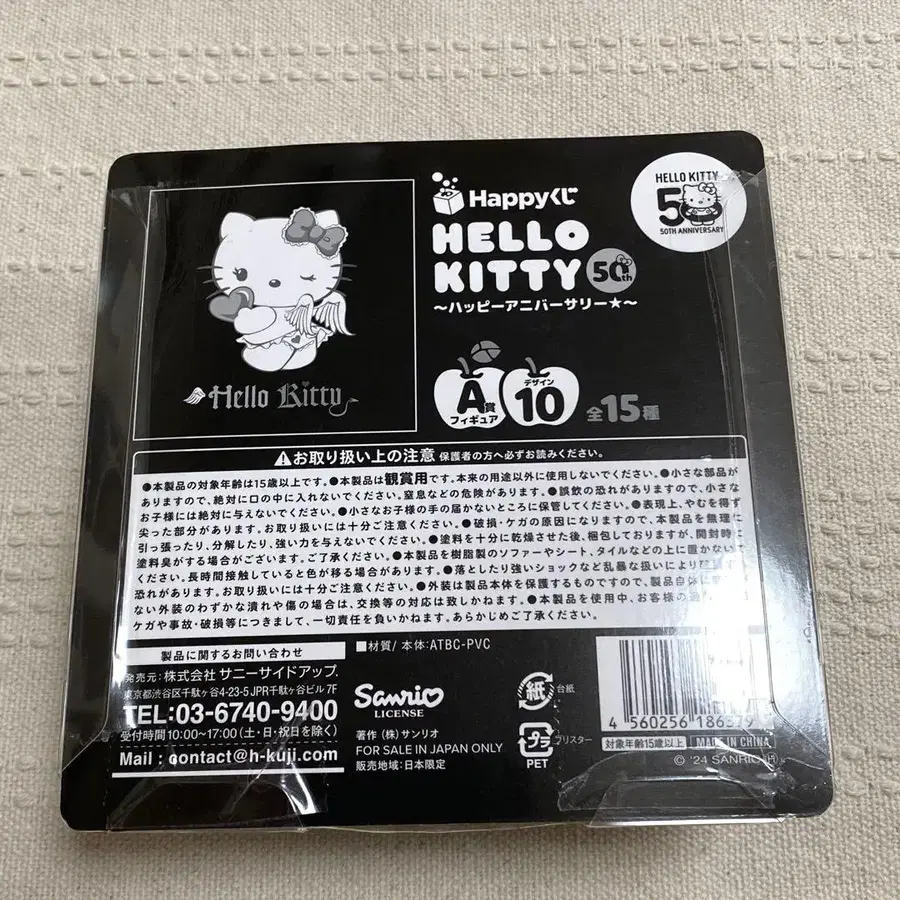 Happyくじ
HELLO
KITTY 50th
～ハッピーアニバーサリー★～
HELLO KITTY
50
50TH ANNIVERSARY
Hello Kitty
A賞
フィギュア
デザイン
10
全15種
お取り扱い上の注意 保護者の方へ必ずお読みください。
●本製品の対象年齢は15歳以上です。●本製品は観賞用です。本来の用途以外に使用しないでください。●小さな部品が
ありますので、絶対に口の中に入れないでください。窒息などの危険があります。●誤飲の恐れがありますので、小さな
お子様には絶対に与えないでください。●小さなお子様の手の届かないところに保管してください。●表現上、やむを得ず
尖った部分があります。お取り扱いには十分ご注意ください。●破損・ケガの原因になりますので、本製品を無理に
引っ張ったり、分解したり、強い力を与えないでください。●塗料を十分に乾燥させた後、梱包しておりますが、開封時に
塗料臭がする場合がございます。ご了承ください。●本製品を樹脂製のソファーやシート、タイルなどの上に置かない
ください。長時間接触していると色が移る場合があります。●落としたり強いショックなど乱暴な扱いにより
恐れがあります。お取り扱いには十分ご注意ください。●外装は製品本体を保護するものですので、製品自体に
ない外装のわずかな潰れや傷の場合は、交換等の対応は致しかねます。●本製品を使用中、お客様の
ケガや事故・破損等につきまして、一切責任を負いかねます。あらかじめご了承ください。
製品に関するお問い合わせ
発売元：株式会社 サニーサイドアップ
東京都渋谷区千駄ヶ谷4-23-5 JPR千駄ヶ谷ビル7F
TEL:03-6740-9400
受付時間10:00～17:00（土・日・祝日を除く）
Mail：contact@h-kuji.com
■材質/ 本体：ATBC-PVC
Sanrio
LICENSE
著作（株）サンリオ
FOR SALE IN JAPAN ONLY
販売地域：日本限定
紙 台紙
プラ ブリスター
PET
4 560256 186379
対象年齢15歳以上
MADE IN CHINA
© '24 SANRIO Ⓗ